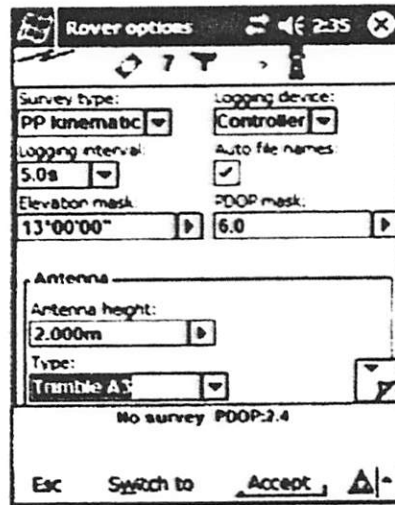 Rover options 2:35
7
Survey type: Logging device:
PP kinematic Controller
Logging interval: Auto file names:
5.0s
Elevation mask: PDOP mask:
13°00'00" 6.0
Antenna
Antenna height:
2.000m
Type:
Trimble A3
No survey PDOP:2.4
Esc Switch to Accept